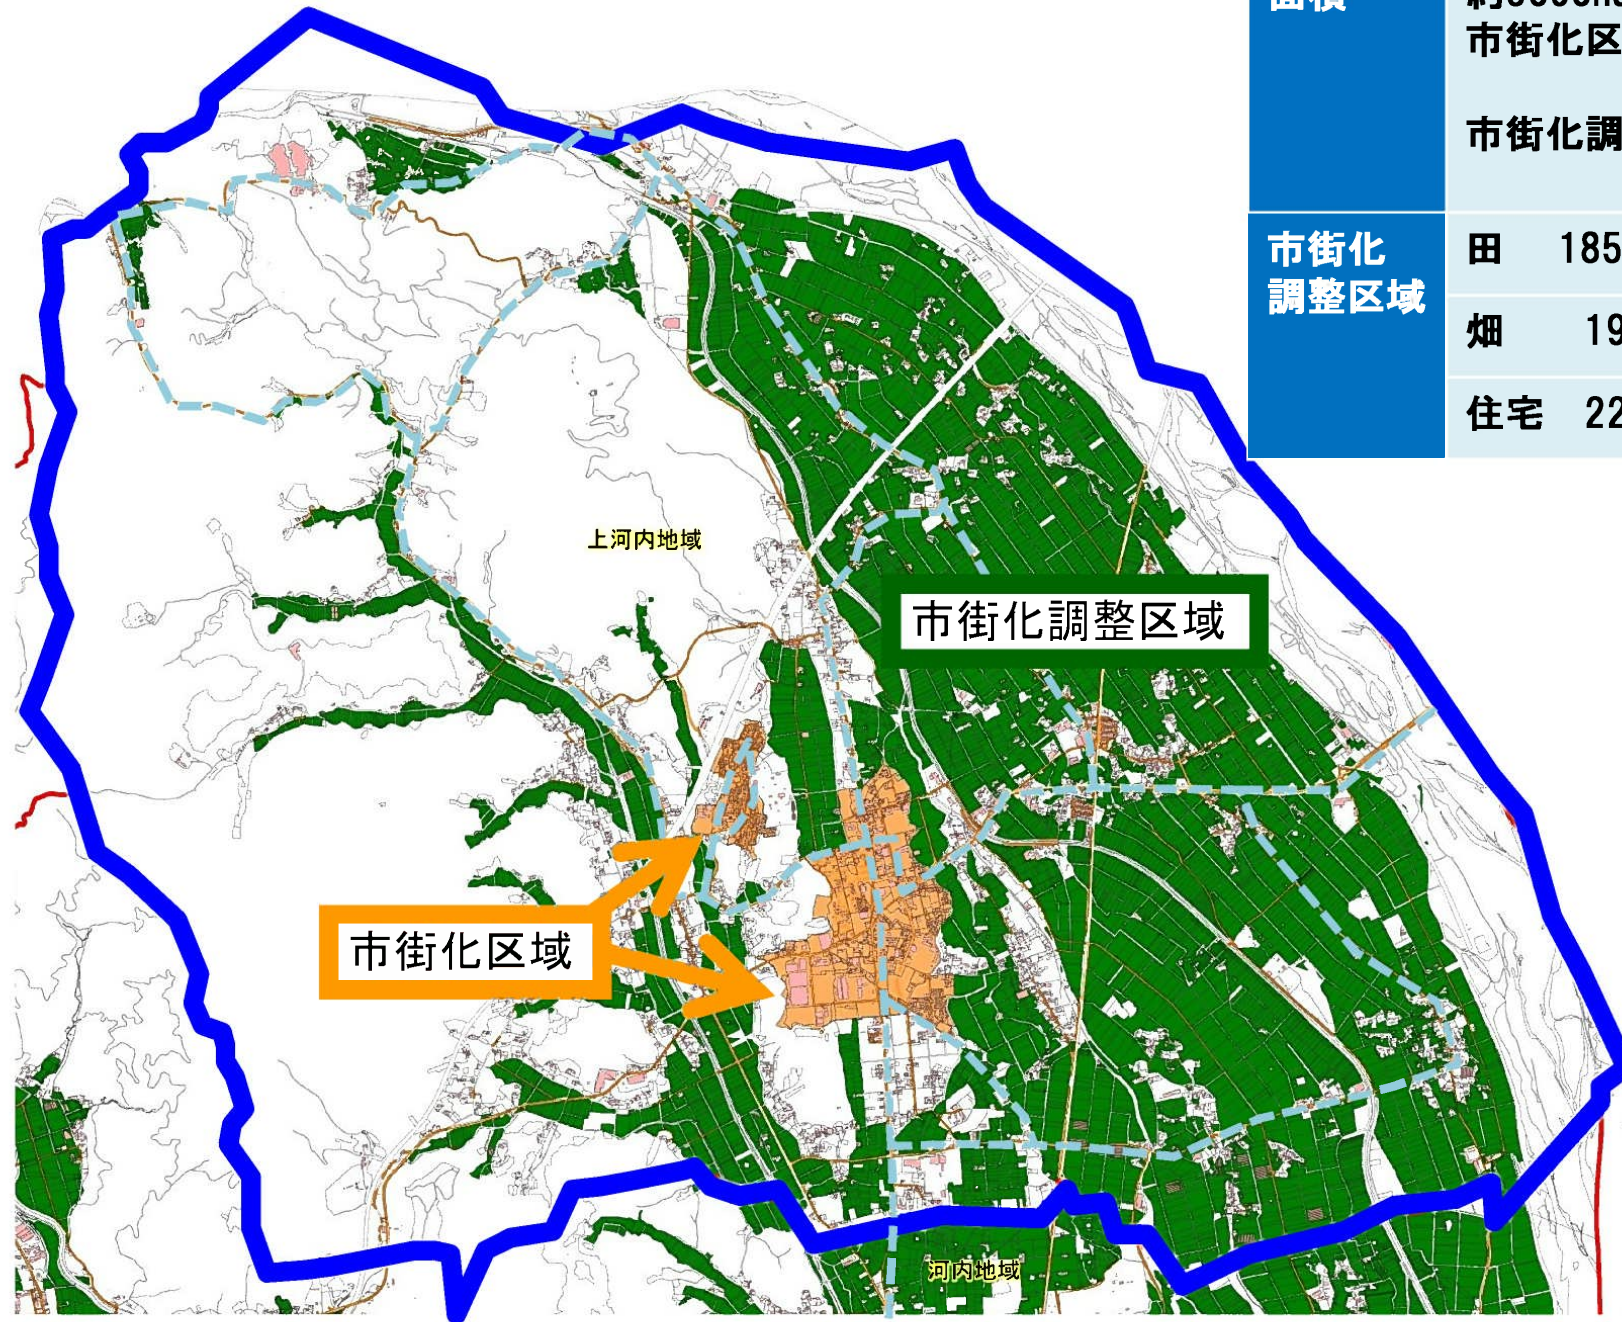 面積
市街化区
市街化調
市街化
調整区域
田 185
畑 19
住宅 22
上河内地域
市街化調整区域
市街化区域
河内地域